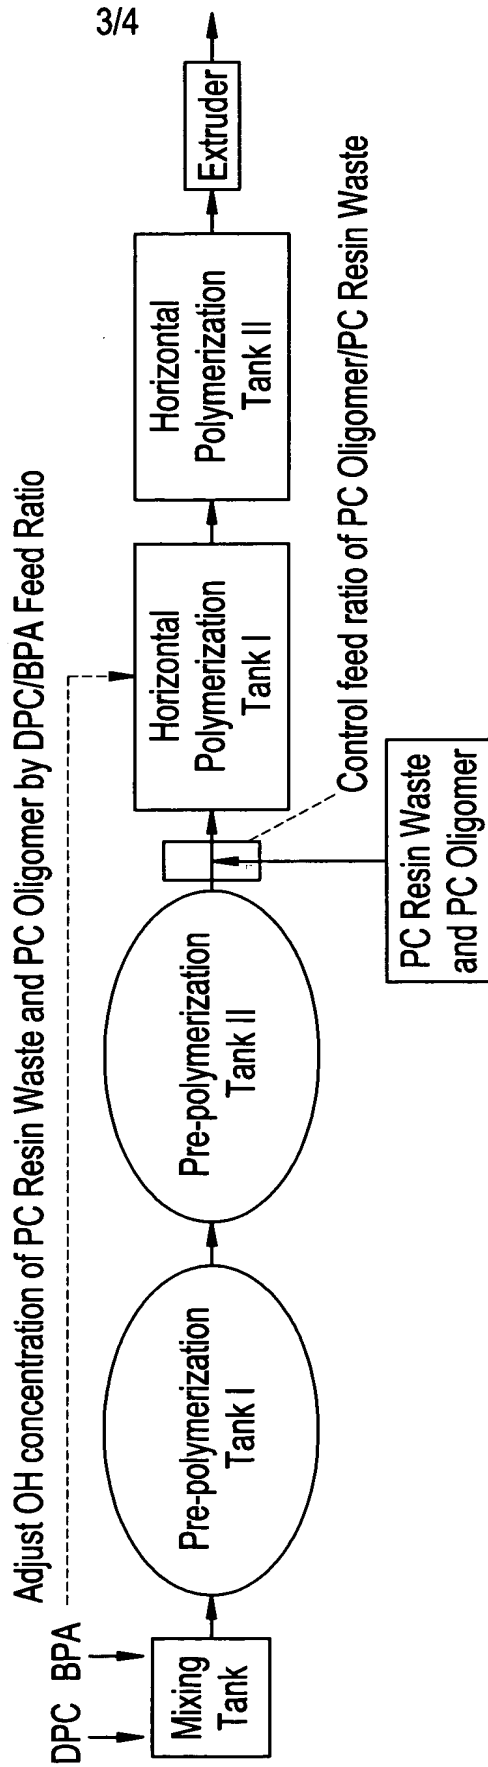 3/4
Adjust OH concentration of PC Resin Waste and PC Oligomer by DPC/BPA Feed Ratio
DPC BPA
Mixing
Tank
Pre-polymerization
Tank I
Pre-polymerization
Tank II
Horizontal
Polymerization
Tank I
Horizontal
Polymerization
Tank II
Extruder
Control feed ratio of PC Oligomer/PC Resin Waste
PC Resin Waste
and PC Oligomer